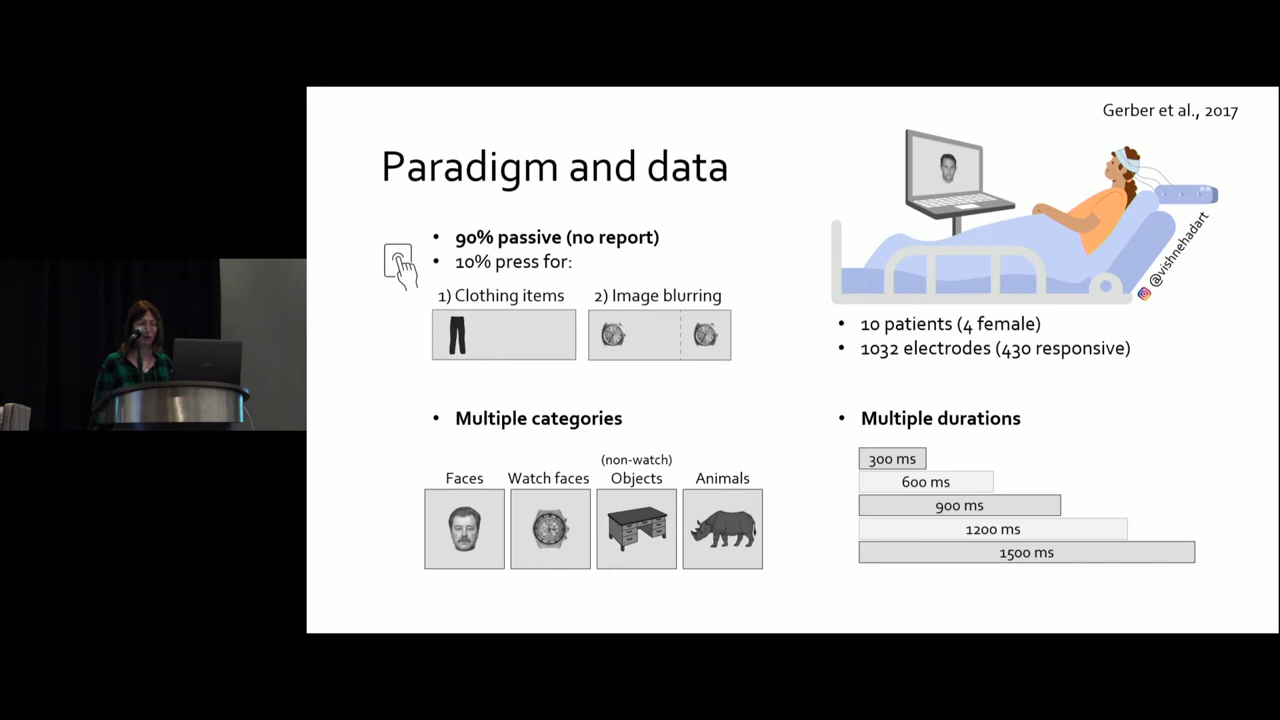 Gerber et al., 2017
Paradigm and data
• 90% passive (no report)
• 10% press for:
1) Clothing items
2) Image blurring
@vishnehadart
• 10 patients (4 female)
• 1032 electrodes (430 responsive)
• Multiple categories
Faces
Watch faces
(non-watch)
Objects
Animals
• Multiple durations
300 ms
600 ms
900 ms
1200 ms
1500 ms